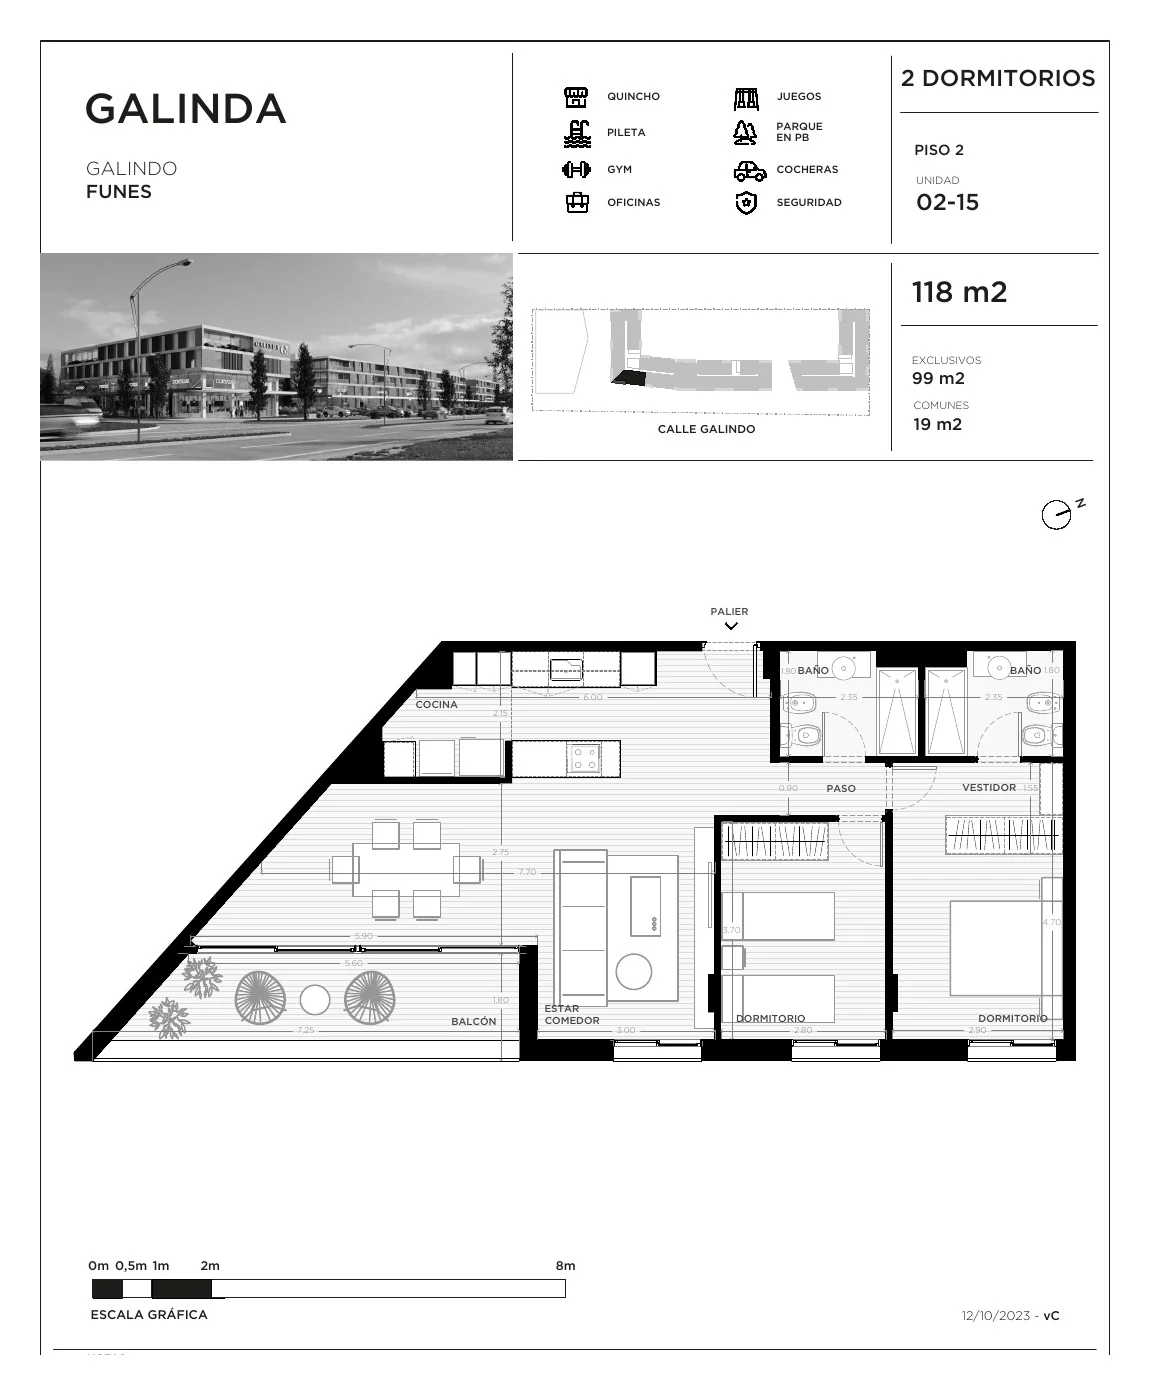 GALINDA
GALINDO
FUNES
QUINCHO
PILETA
GYM
OFICINAS
JUEGOS
PARQUE
EN PB
COCHERAS
SEGURIDAD
2 DORMITORIOS
PISO 2
UNIDAD
02-15
118 m2
EXCLUSIVOS
99 m2
COMUNES
19 m2
CALLE GALINDO
N
PALIER
COCINA
6.00
2.15
1.80 BAÑO
2.35
BAÑO 1.80
2.35
0.90
PASO
VESTIDOR 1.55
2.75
7.70
5.90
5.60
3.70
4.70
1.80
BALCÓN
7.25
ESTAR
COMEDOR
3.00
DORMITORIO
2.80
DORMITORIO
2.90
0m 0,5m 1m 2m 8m
ESCALA GRÁFICA
12/10/2023 - vC